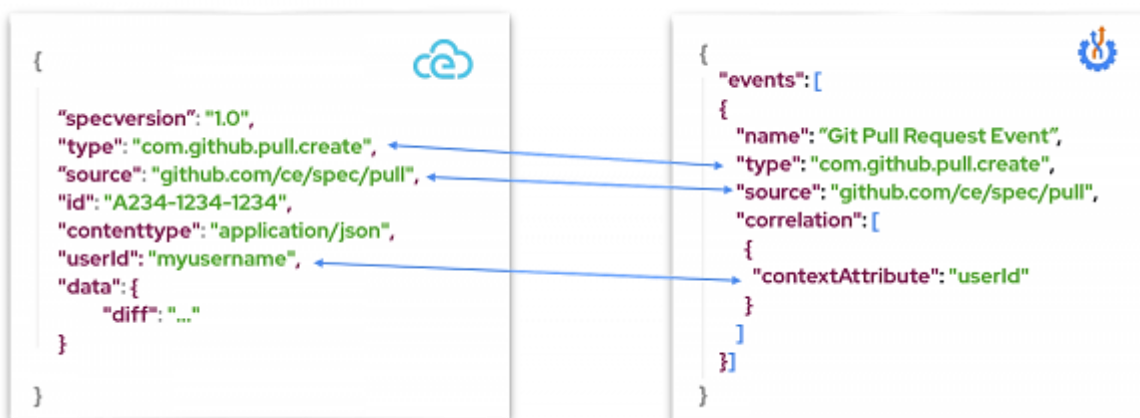 {
“specversion”: "1.0",
"type": "com.github.pull.create",
"source": "github.com/ce/spec/pull",
"id": "A234-1234-1234",
"contenttype": "application/json",
"userId": "myusername",
"data": {
"diff": "..."
}
}
{
"events": [
{
"name": “Git Pull Request Event”,
"type": "com.github.pull.create",
"source": "github.com/ce/spec/pull",
"correlation": [
{
"contextAttribute": "userId"
}
]
}]
}